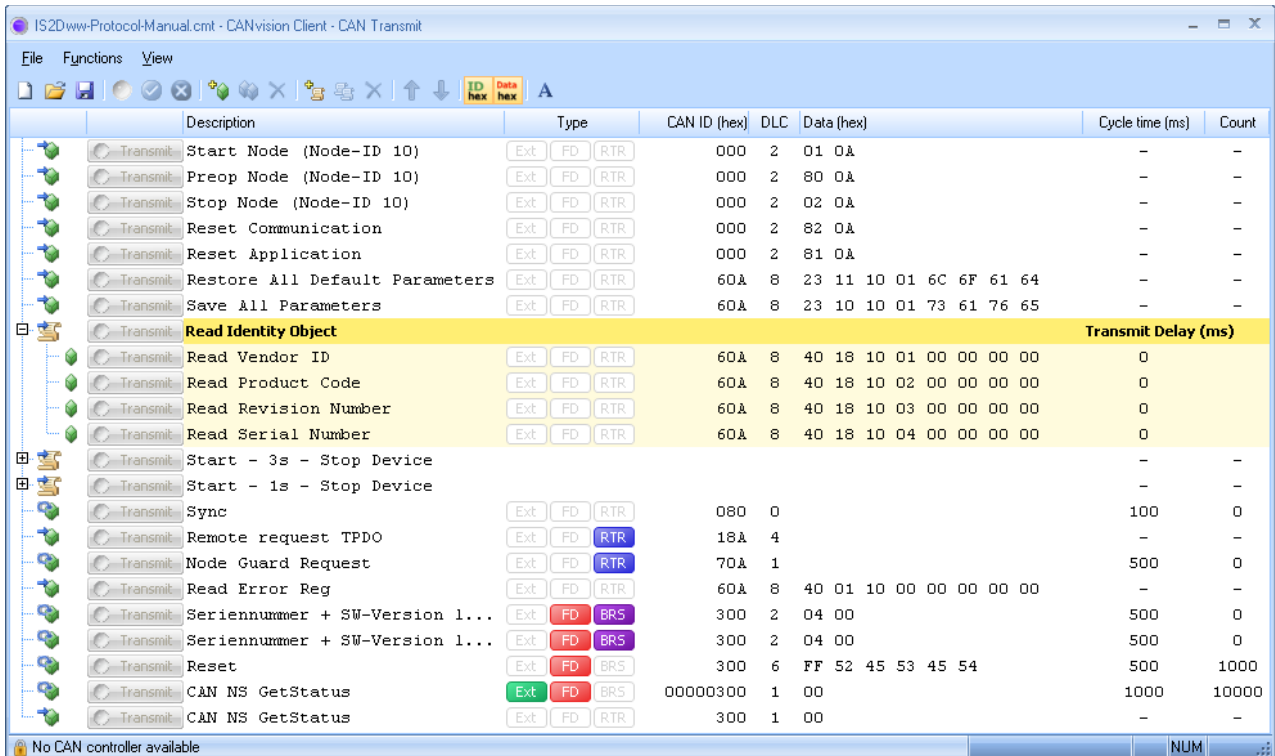 IS2Dww-Protocol-Manual.cmt - CANvision Client - CAN Transmit
File Functions View
ID hex Data hex A
Description Type CAN ID (hex) DLC Data (hex) Cycle time (ms) Count
Transmit Start Node (Node-ID 10) Ext FD RTR 000 2 01 0A – –
Transmit Preop Node (Node-ID 10) Ext FD RTR 000 2 80 0A – –
Transmit Stop Node (Node-ID 10) Ext FD RTR 000 2 02 0A – –
Transmit Reset Communication Ext FD RTR 000 2 82 0A – –
Transmit Reset Application Ext FD RTR 000 2 81 0A – –
Transmit Restore All Default Parameters Ext FD RTR 60A 8 23 11 10 01 6C 6F 61 64 – –
Transmit Save All Parameters Ext FD RTR 60A 8 23 10 10 01 73 61 76 65 – –
Transmit Read Identity Object Transmit Delay (ms)
Transmit Read Vendor ID Ext FD RTR 60A 8 40 18 10 01 00 00 00 00 0
Transmit Read Product Code Ext FD RTR 60A 8 40 18 10 02 00 00 00 00 0
Transmit Read Revision Number Ext FD RTR 60A 8 40 18 10 03 00 00 00 00 0
Transmit Read Serial Number Ext FD RTR 60A 8 40 18 10 04 00 00 00 00 0
Transmit Start - 3s - Stop Device – –
Transmit Start - 1s - Stop Device – –
Transmit Sync Ext FD RTR 080 0 100 0
Transmit Remote request TPDO Ext FD RTR 18A 4 – –
Transmit Node Guard Request Ext FD RTR 70A 1 500 0
Transmit Read Error Reg Ext FD RTR 60A 8 40 01 10 00 00 00 00 00 – –
Transmit Seriennummer + SW-Version l... Ext FD BRS 300 2 04 00 500 0
Transmit Seriennummer + SW-Version l... Ext FD BRS 300 2 04 00 500 0
Transmit Reset Ext FD BRS 300 6 FF 52 45 53 45 54 500 1000
Transmit CAN NS GetStatus Ext FD BRS 00000300 1 00 1000 10000
Transmit CAN NS GetStatus Ext FD RTR 300 1 00 – –
No CAN controller available NUM